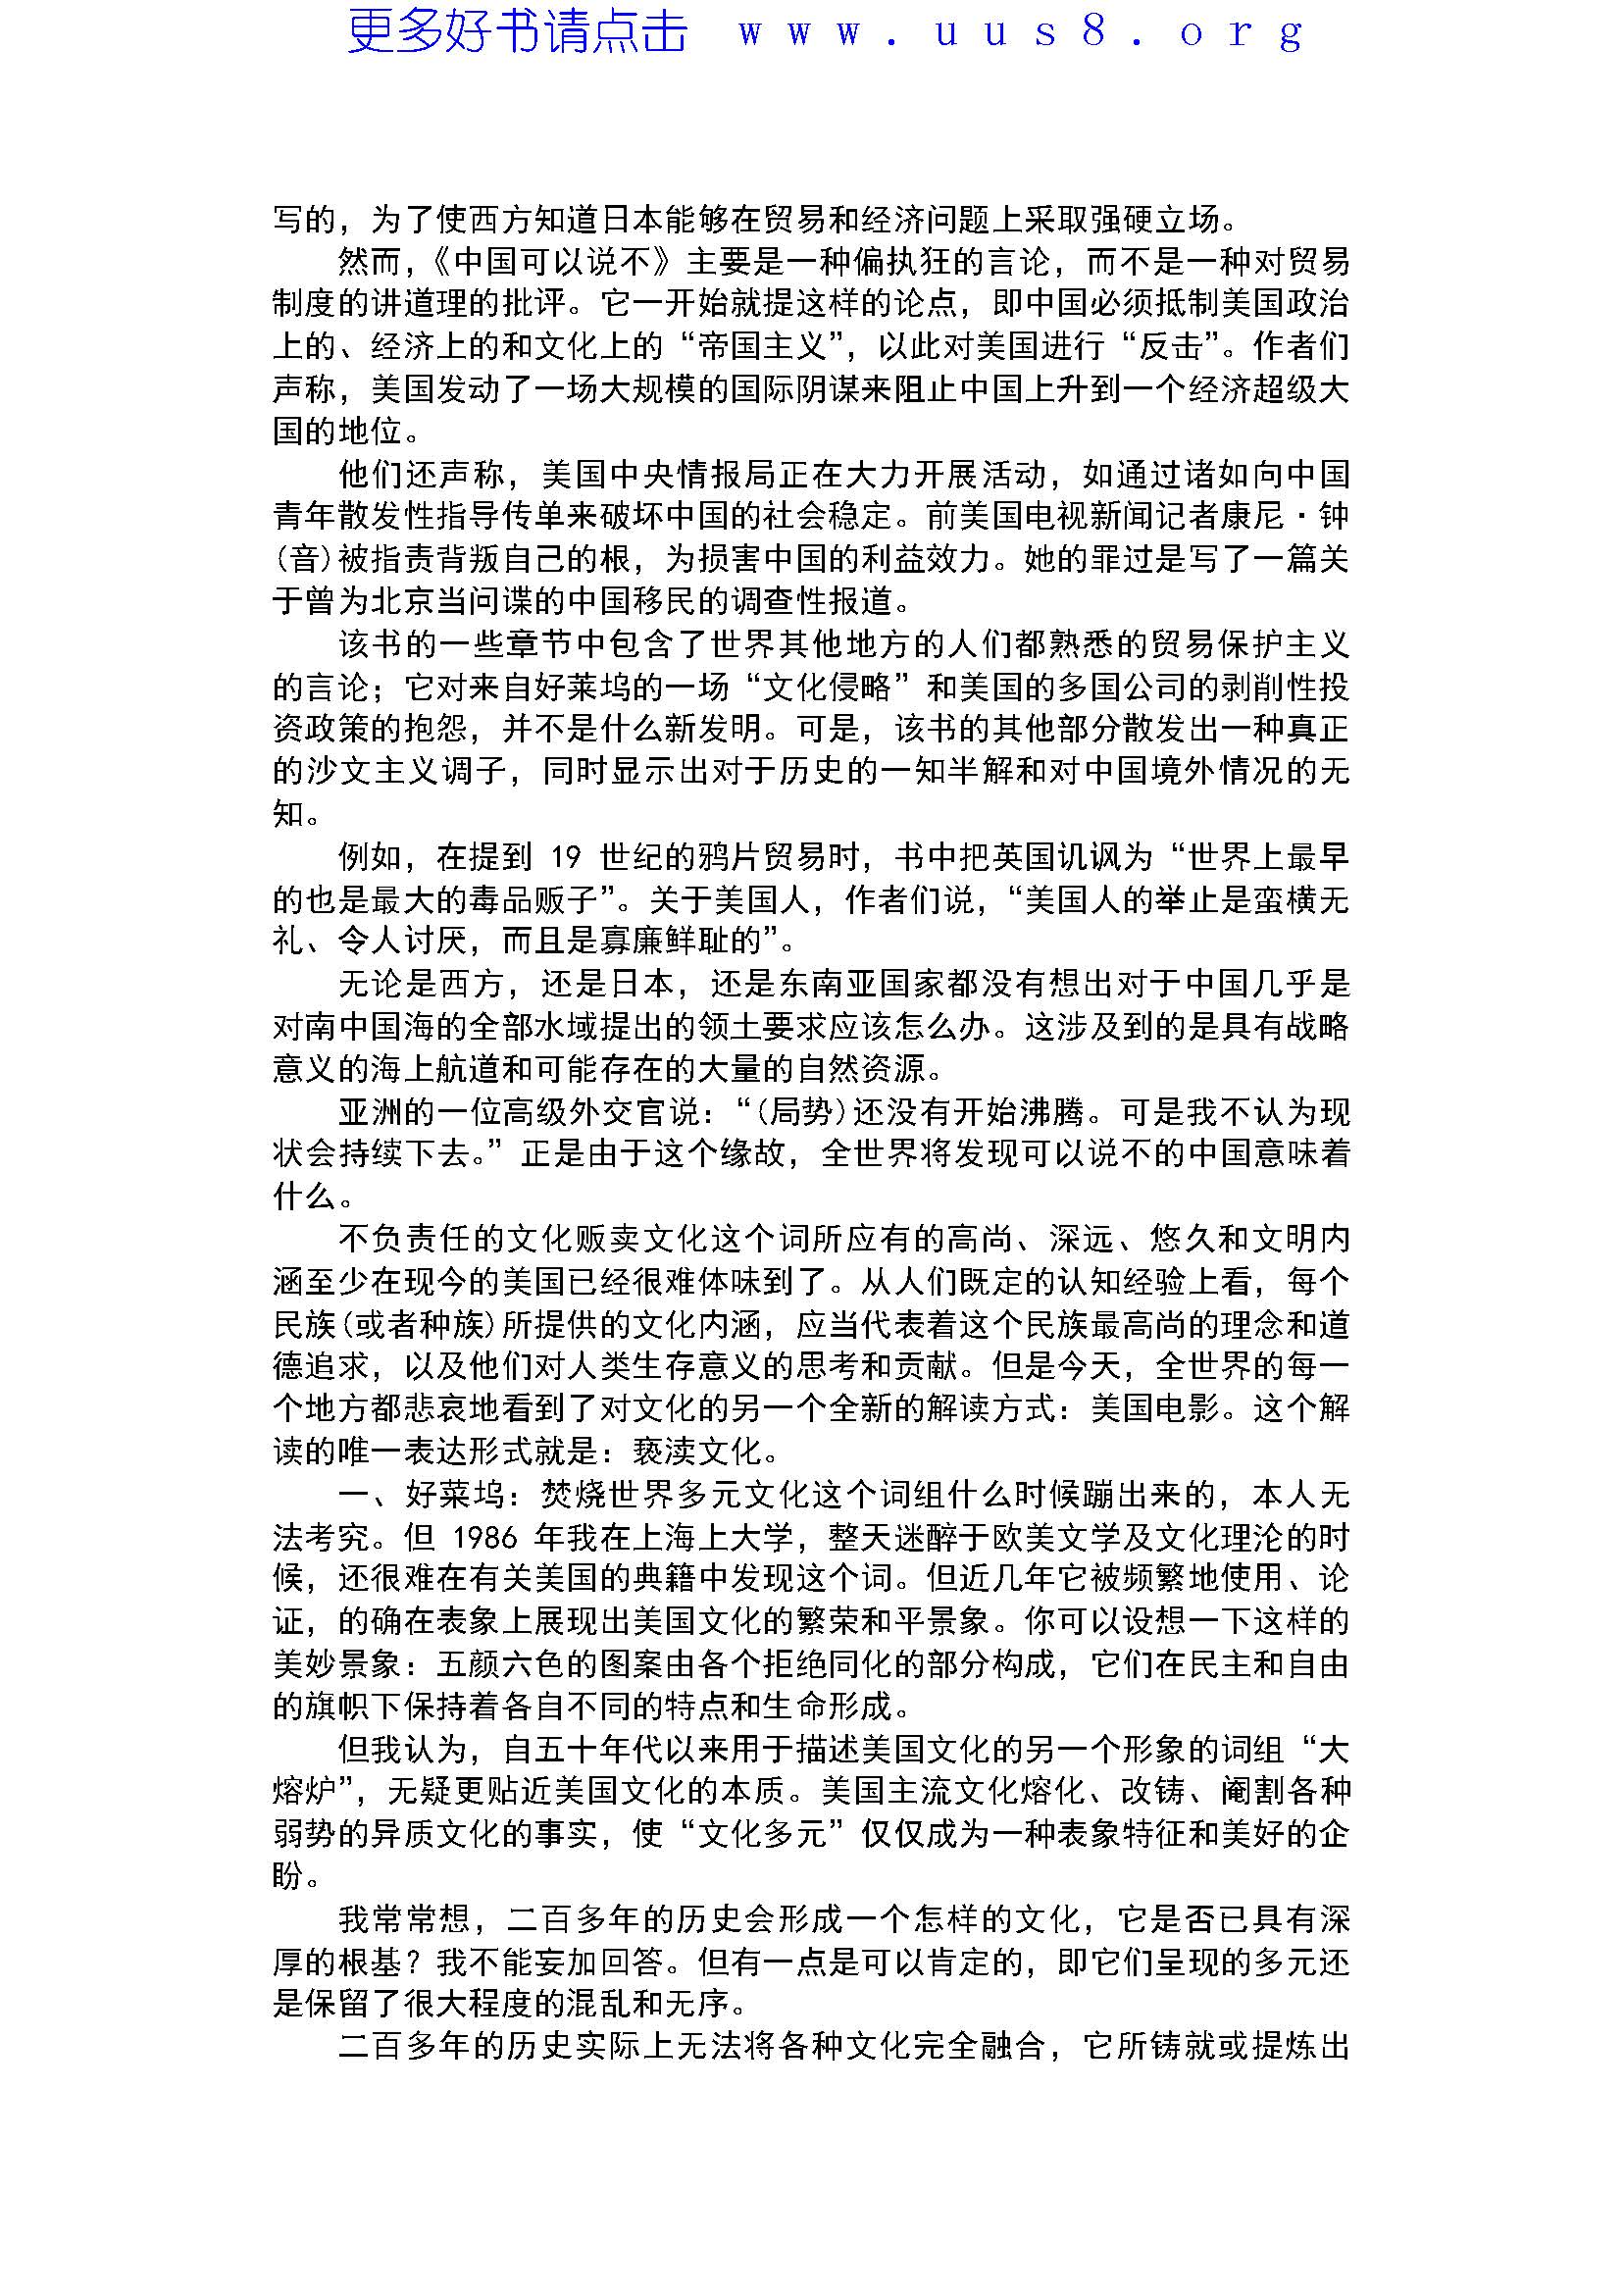 更多好书请点击 www.uus8.org
写的，为了使西方知道日本能够在贸易和经济问题上采取强硬立场。
然而，《中国可以说不》主要是一种偏执狂的言论，而不是一种对贸易
制度的讲道理的批评。它一开始就提这样的论点，即中国必须抵制美国政治
上的、经济上的和文化上的“帝国主义”，以此对美国进行“反击”。作者们
声称，美国发动了一场大规模的国际阴谋来阻止中国上升到一个经济超级大
国的地位。
他们还声称，美国中央情报局正在大力开展活动，如通过诸如向中国
青年散发性指导传单来破坏中国的社会稳定。前美国电视新闻记者康尼·钟
(音)被指责背叛自己的根，为损害中国的利益效力。她的罪过是写了一篇关
于曾为北京当问谍的中国移民的调查性报道。
该书的一些章节中包含了世界其他地方的人们都熟悉的贸易保护主义
的言论；它对来自好莱坞的一场“文化侵略”和美国的多国公司的剥削性投
资政策的抱怨，并不是什么新发明。可是，该书的其他部分散发出一种真正
的沙文主义调子，同时显示出对于历史的一知半解和对中国境外情况的无
知。
例如，在提到 19 世纪的鸦片贸易时，书中把英国讥讽为“世界上最早
的也是最大的毒品贩子”。关于美国人，作者们说，“美国人的举止是蛮横无
礼、令人讨厌，而且是寡廉鲜耻的”。
无论是西方，还是日本，还是东南亚国家都没有想出对于中国几乎是
对南中国海的全部水域提出的领土要求应该怎么办。这涉及到的是具有战略
意义的海上航道和可能存在的大量的自然资源。
亚洲的一位高级外交官说：“(局势)还没有开始沸腾。可是我不认为现
状会持续下去。”正是由于这个缘故，全世界将发现可以说不的中国意味着
什么。
不负责任的文化贩卖文化这个词所应有的高尚、深远、悠久和文明内
涵至少在现今的美国已经很难体味到了。从人们既定的认知经验上看，每个
民族(或者种族)所提供的文化内涵，应当代表着这个民族最高尚的理念和道
德追求，以及他们对人类生存意义的思考和贡献。但是今天，全世界的每一
个地方都悲哀地看到了对文化的另一个全新的解读方式：美国电影。这个解
读的唯一表达形式就是：亵渎文化。
一、好菜坞：焚烧世界多元文化这个词组什么时候蹦出来的，本人无
法考究。但 1986 年我在上海上大学，整天迷醉于欧美文学及文化理沦的时
候，还很难在有关美国的典籍中发现这个词。但近几年它被频繁地使用、论
证，的确在表象上展现出美国文化的繁荣和平景象。你可以设想一下这样的
美妙景象：五颜六色的图案由各个拒绝同化的部分构成，它们在民主和自由
的旗帜下保持着各自不同的特点和生命形成。
但我认为，自五十年代以来用于描述美国文化的另一个形象的词组“大
熔炉”，无疑更贴近美国文化的本质。美国主流文化熔化、改铸、阉割各种
弱势的异质文化的事实，使“文化多元”仅仅成为一种表象特征和美好的企
盼。
我常常想，二百多年的历史会形成一个怎样的文化，它是否已具有深
厚的根基？我不能妄加回答。但有一点是可以肯定的，即它们呈现的多元还
是保留了很大程度的混乱和无序。
二百多年的历史实际上无法将各种文化完全融合，它所铸就或提炼出